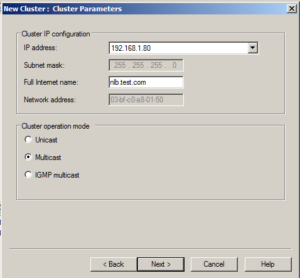 New Cluster : Cluster Parameters
Cluster IP configuration
IP address: 192.168.1.80
Subnet mask: 255 . 255 . 255 . 0
Full Internet name: nlb.test.com
Network address: 03-bf-c0-a8-01-50
Cluster operation mode
Unicast
Multicast
IGMP multicast
< Back Next > Cancel Help